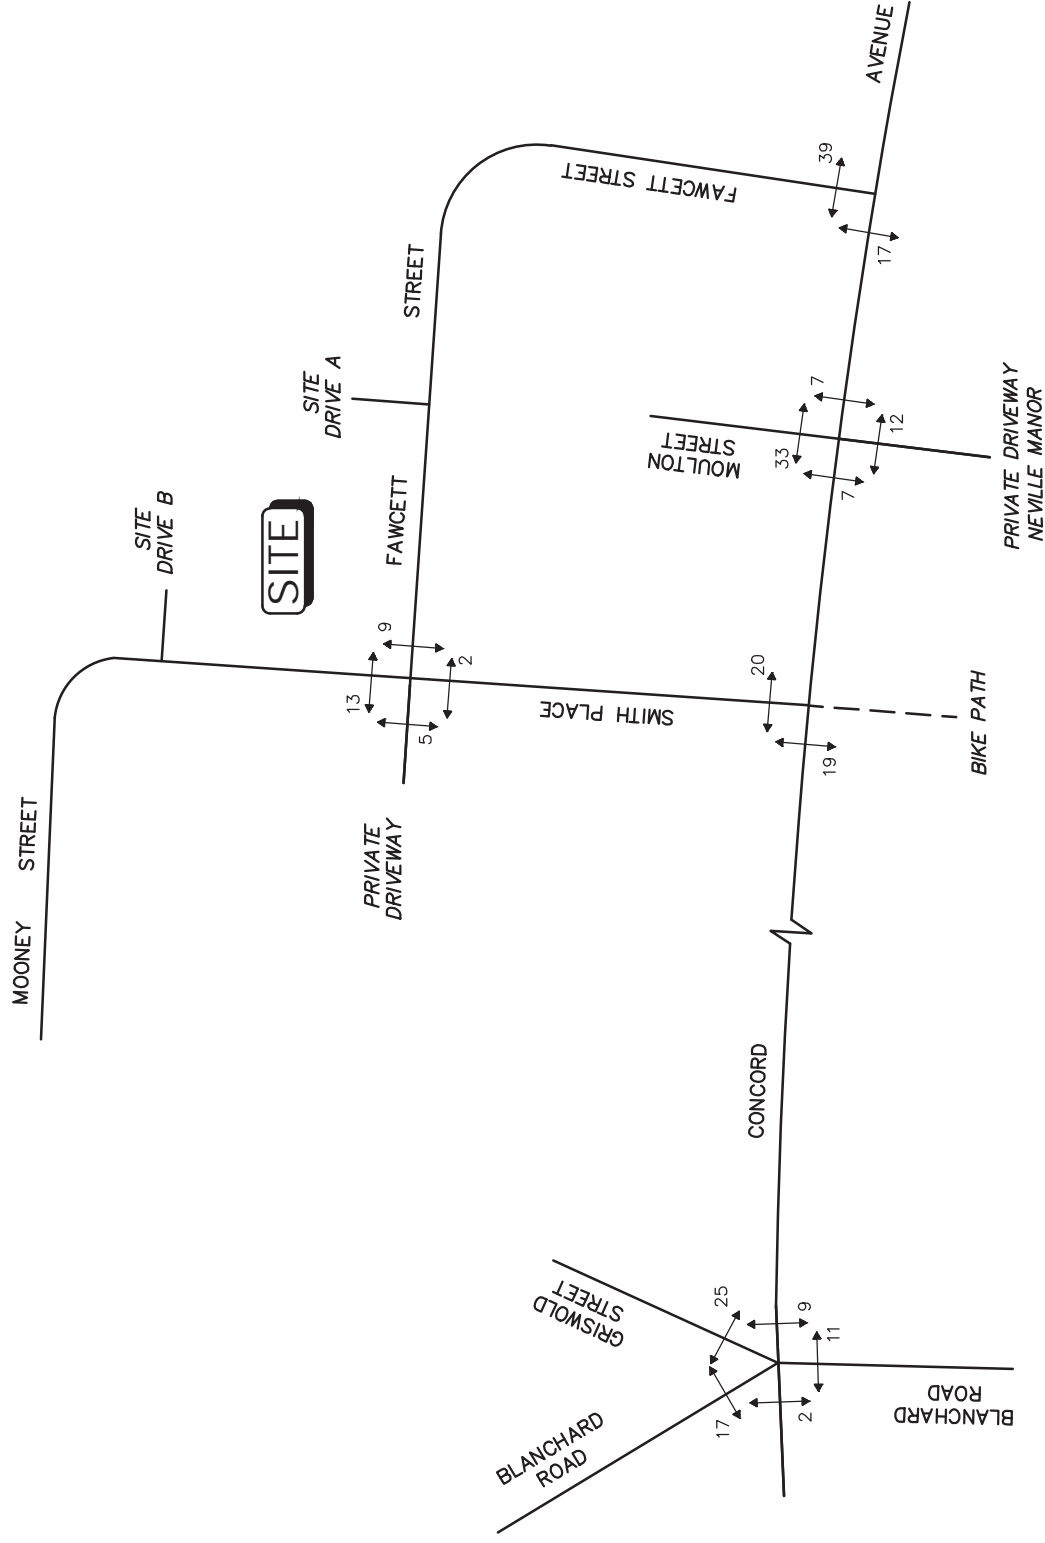 MOONEY STREET
SITE
DRIVE B
SITE
SITE
DRIVE A
PRIVATE
DRIVEWAY
FAWCETT STREET
13
9
5
2
SMITH PLACE
FAWCETT STREET
MOULTON
STREET
GRISWOLD
STREET
BLANCHARD
ROAD
CONCORD AVENUE
17
25
2
9
11
20
19
33
7
7
12
39
17
BLANCHARD
ROAD
BIKE PATH
PRIVATE DRIVEWAY
NEVILLE MANOR